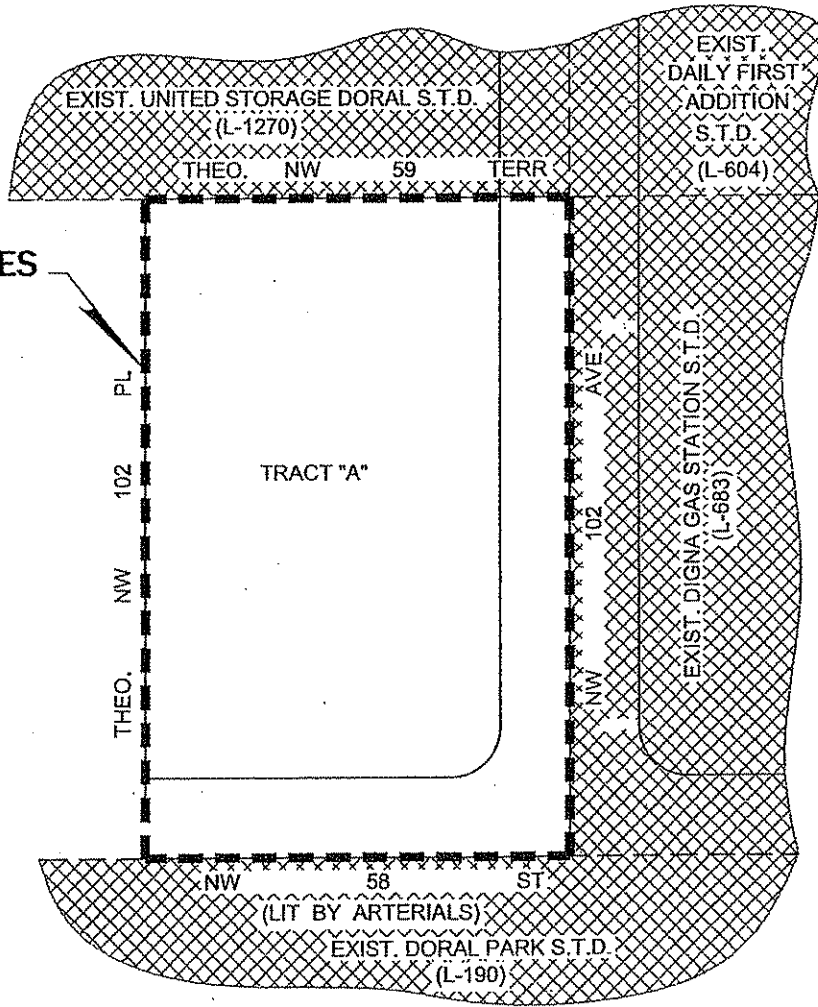 EXIST. UNITED STORAGE DORAL S.T.D.
(L-1270)
EXIST.
DAILY FIRST
ADDITION
S.T.D.
(L-604)
THEO. NW 59 TERR
ES
THEO. NW 102 PL
TRACT "A"
NW 102 AVE
EXIST. DIGNA GAS STATION S.T.D.
(L-683)
NW 58 ST.
(LIT BY ARTERIALS)
EXIST. DORAL PARK S.T.D.
(L-190)